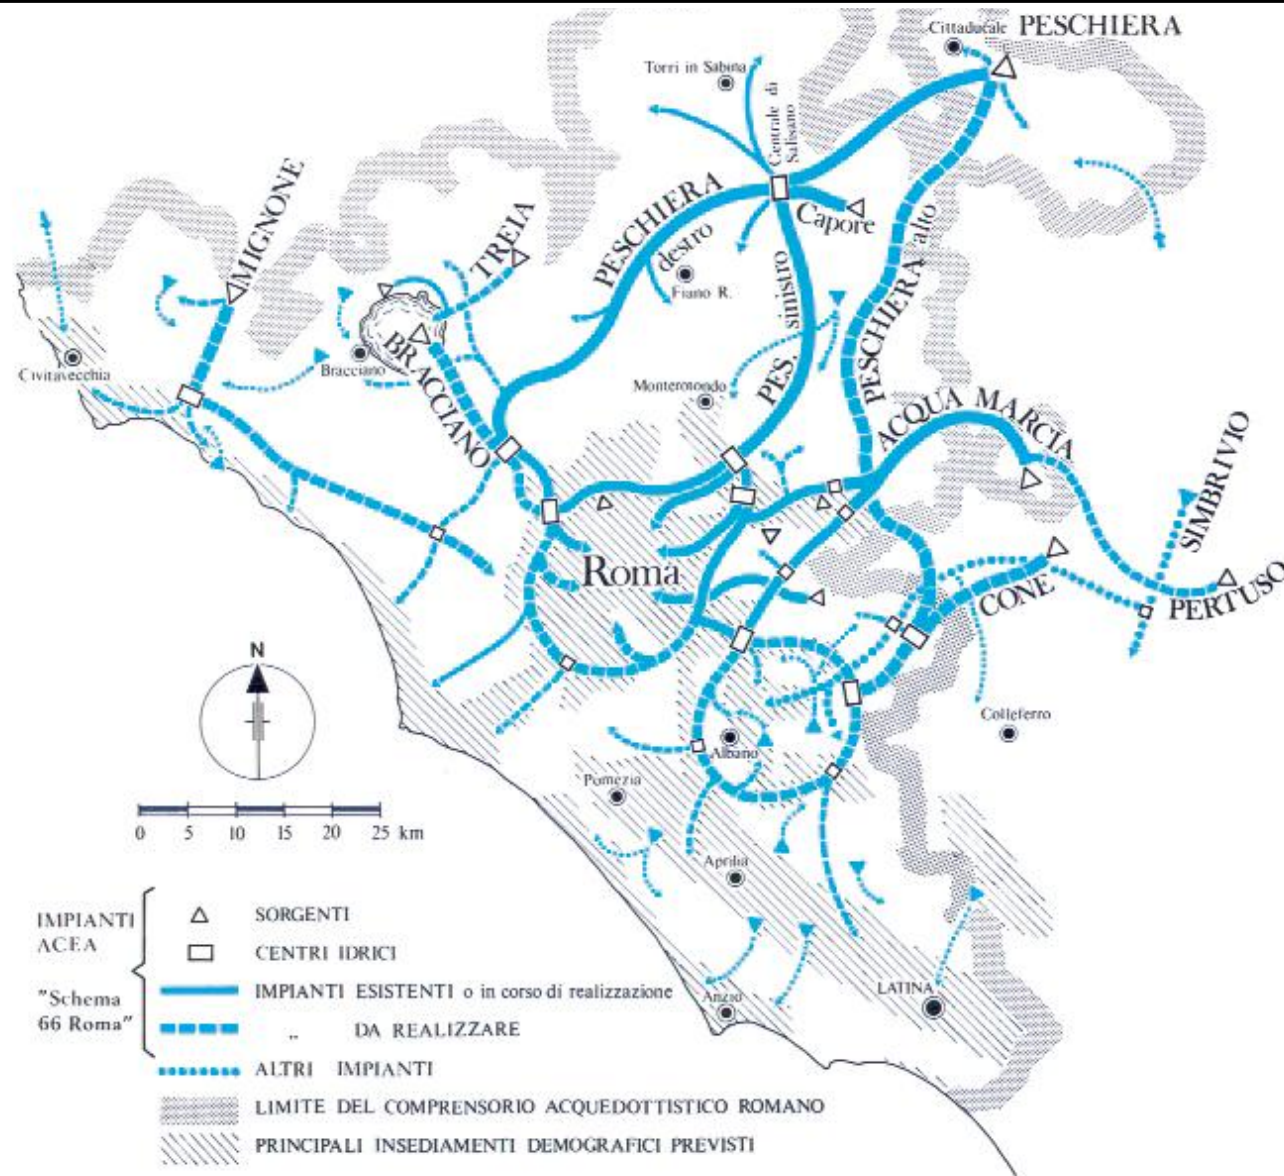 Cittaducale
PESCHIERA
Torri in Sabina
Centrale di
Salisano
MIGNONE
TREIA
PESCHIERA
destro
Capore
Fiano R.
PES. sinistro
PESCHIERA alto
Civitavecchia
Bracciano
BRACCIANO
Monterotondo
ACQUA MARCIA
SIMBRIVIO
Roma
CONE
PERTUSO
N
Colleferro
Albano
Pomezia
0 5 10 15 20 25 km
Aprilia
LATINA
Anzio
IMPIANTI
ACEA
"Schema
66 Roma"
SORGENTI
CENTRI IDRICI
IMPIANTI ESISTENTI o in corso di realizzazione
,, DA REALIZZARE
ALTRI IMPIANTI
LIMITE DEL COMPRENSORIO ACQUEDOTTISTICO ROMANO
PRINCIPALI INSEDIAMENTI DEMOGRAFICI PREVISTI